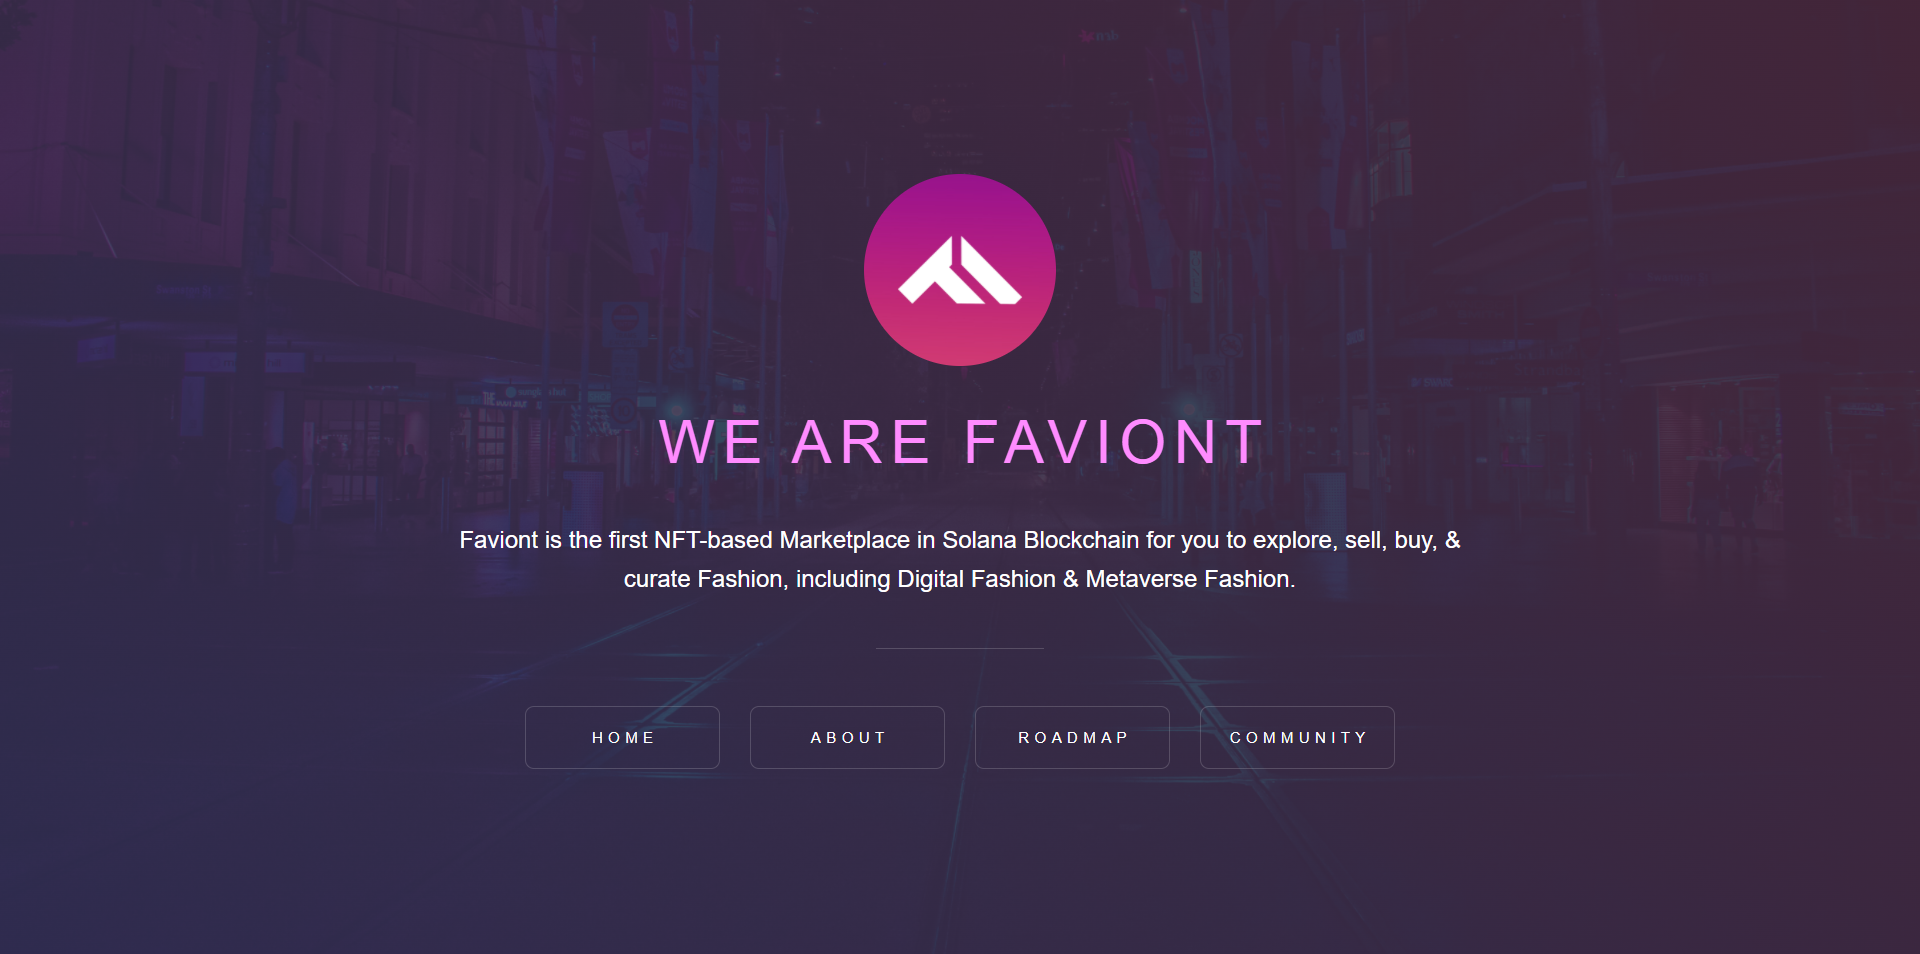 WE ARE FAVIONT
Faviont is the first NFT-based Marketplace in Solana Blockchain for you to explore, sell, buy, &
curate Fashion, including Digital Fashion & Metaverse Fashion.
HOME
ABOUT
ROADMAP
COMMUNITY